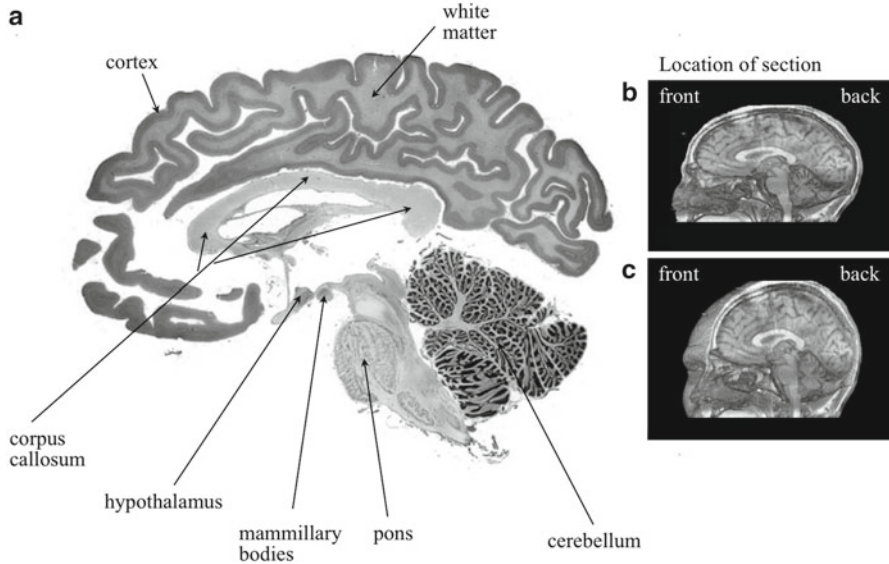 a
white
matter
cortex
Location of section
b
front back
c
front back
corpus
callosum
hypothalamus
mammillary
bodies
pons
cerebellum